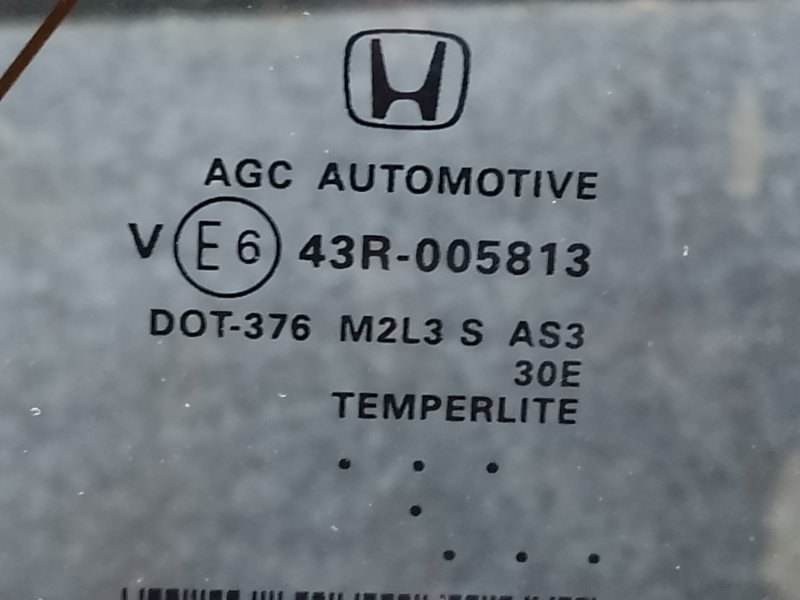 AGC AUTOMOTIVE
V E6 43R-005813
DOT-376 M2L3 S AS3
30E
TEMPERLITE